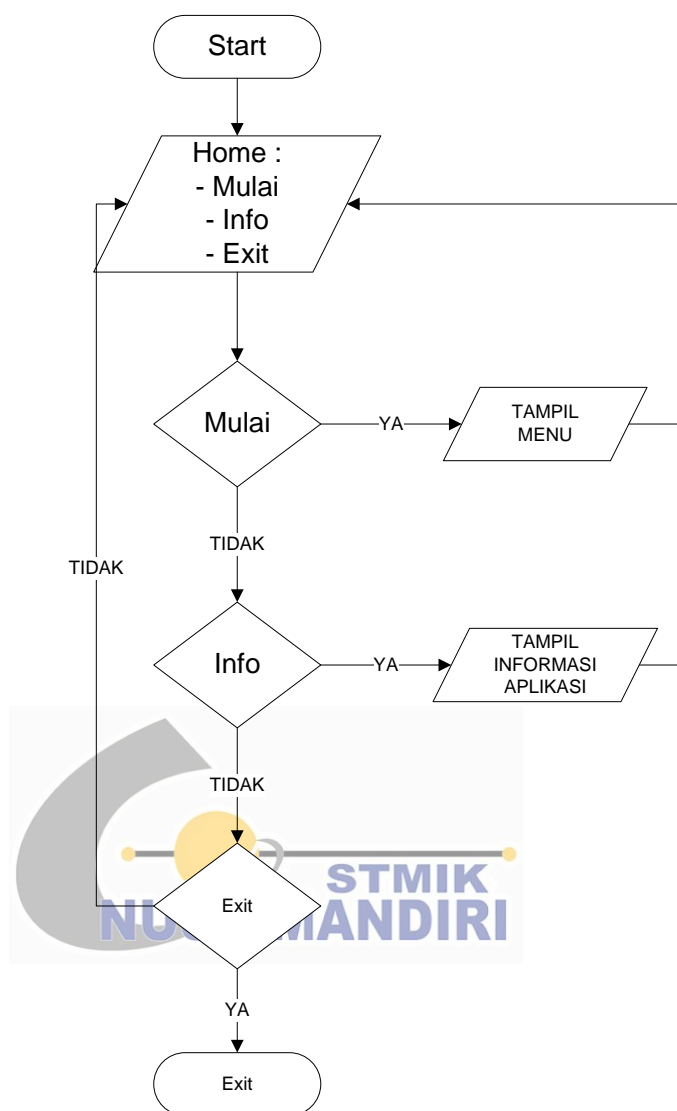 Start
Home :
- Mulai
- Info
- Exit
Mulai
YA
TAMPIL
MENU
TIDAK
TIDAK
Info
YA
TAMPIL
INFORMASI
APLIKASI
TIDAK
STMIK
Exit
MANDIRI
YA
Exit